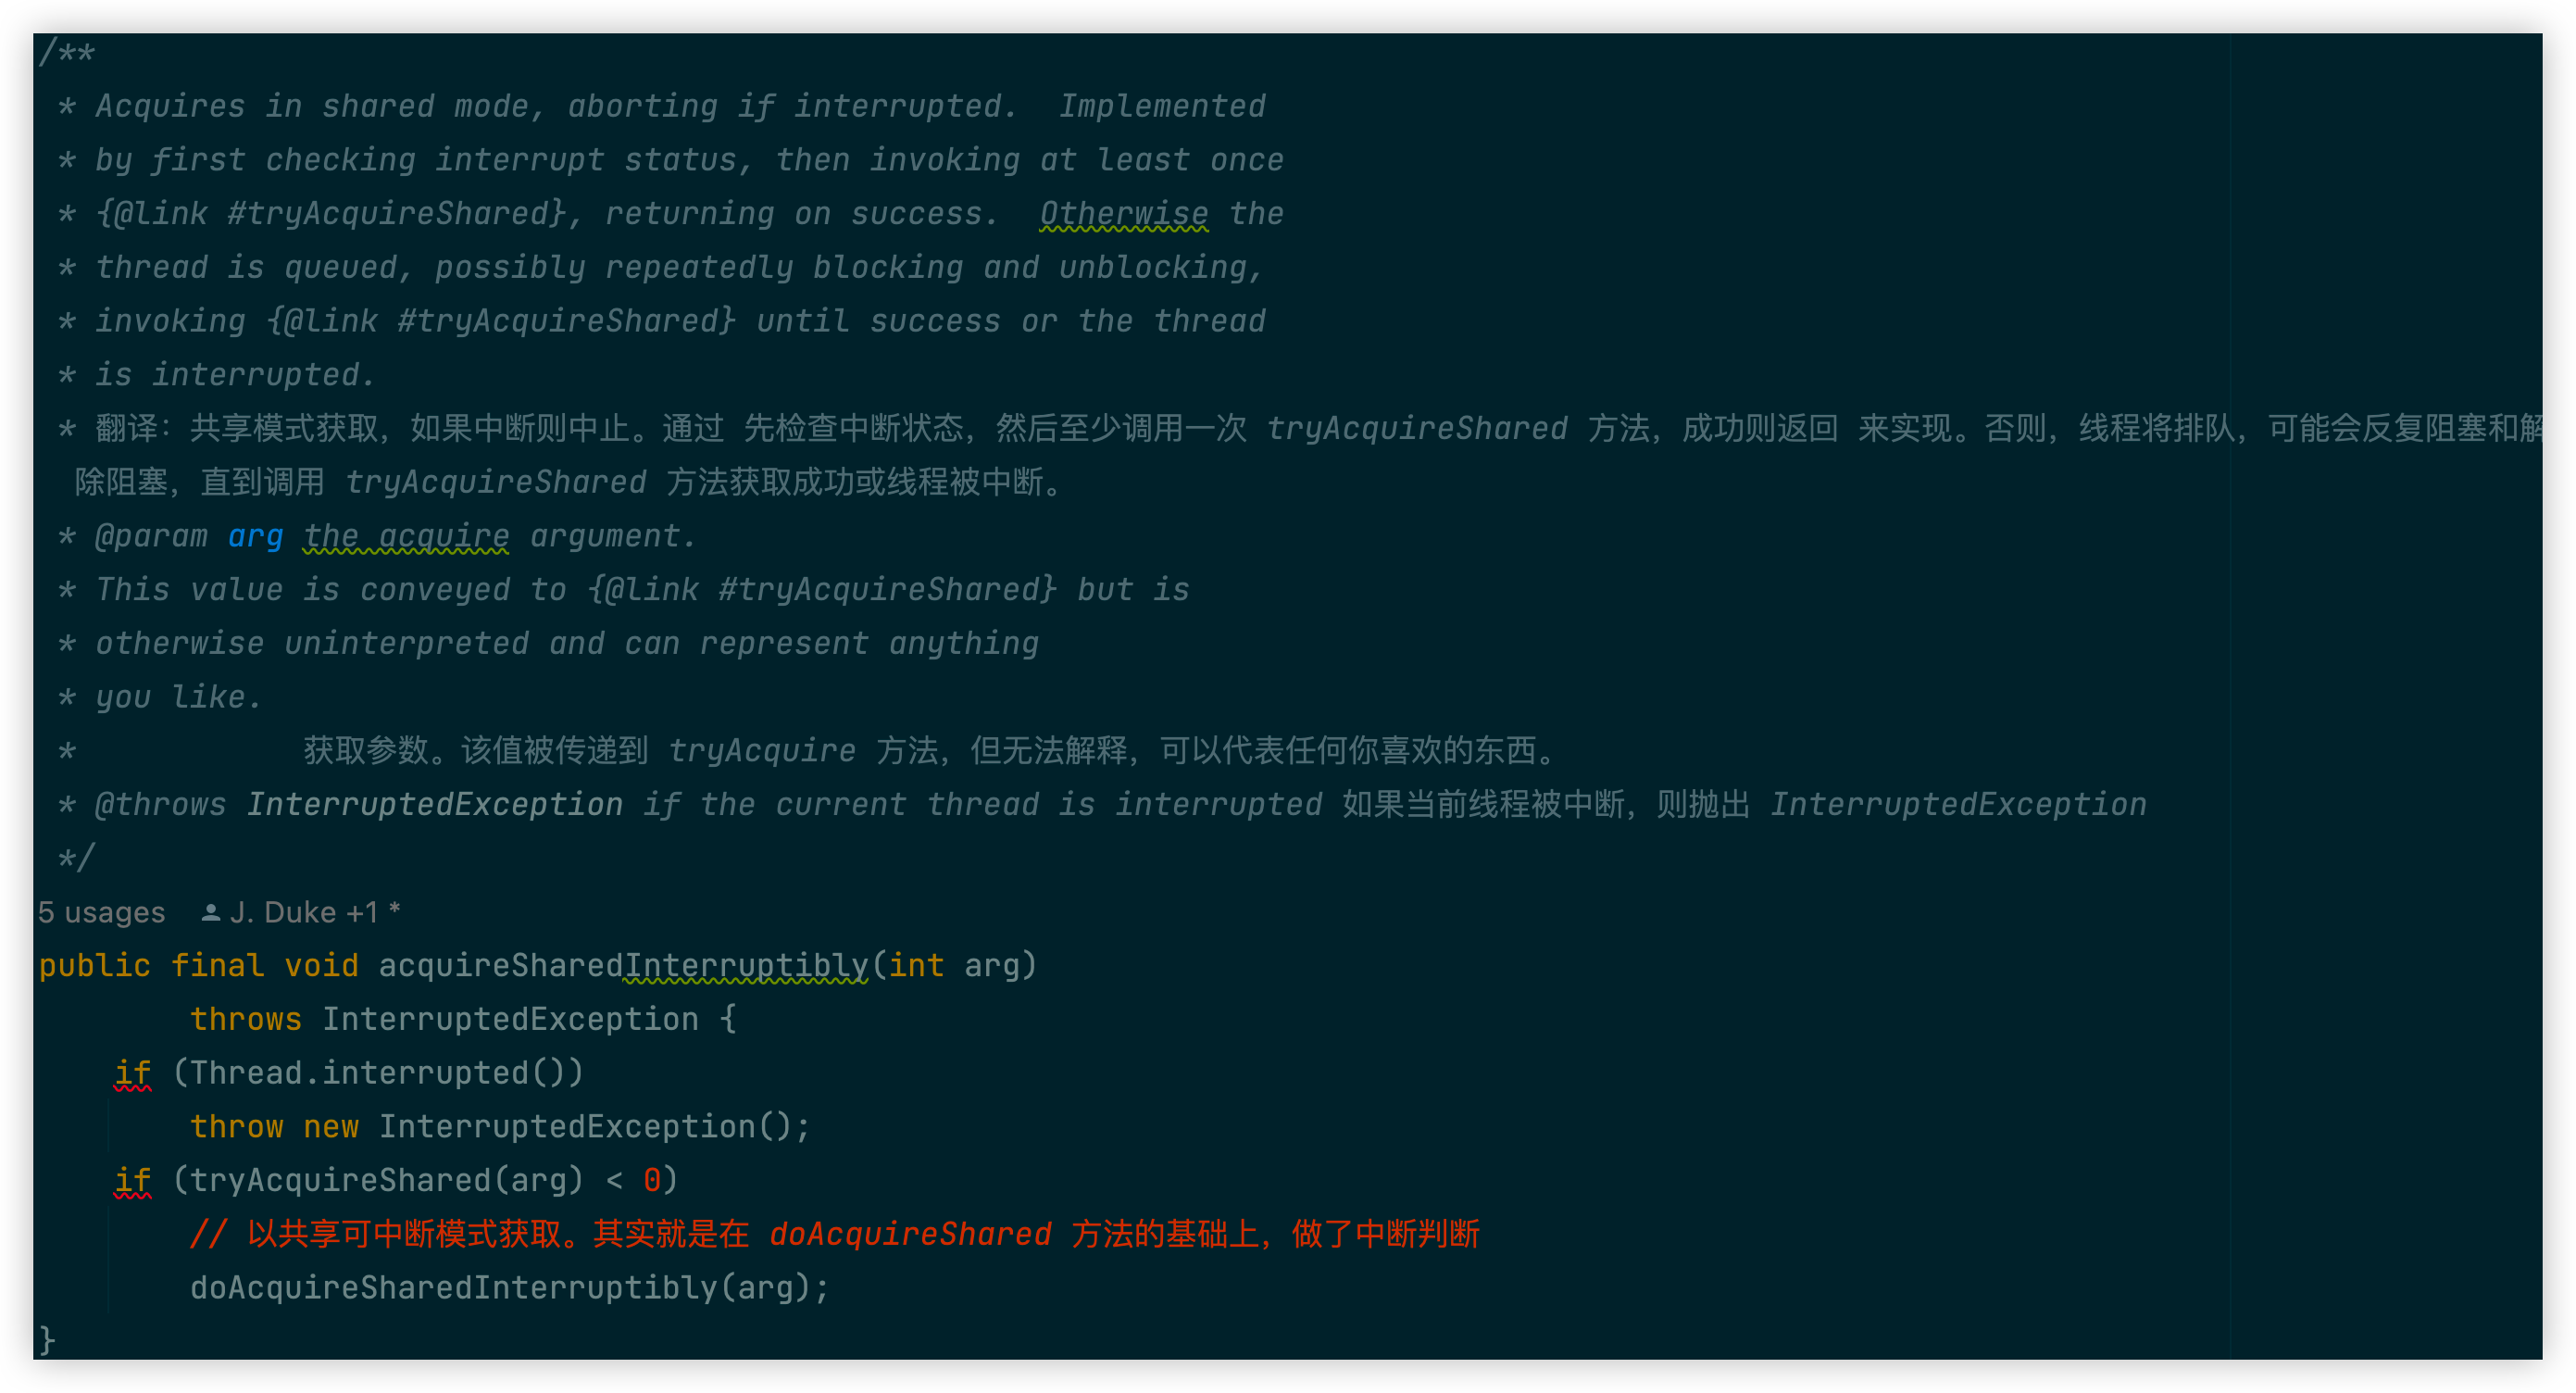 /**
 * Acquires in shared mode, aborting if interrupted.  Implemented
 * by first checking interrupt status, then invoking at least once
 * {@link #tryAcquireShared}, returning on success.  Otherwise the
 * thread is queued, possibly repeatedly blocking and unblocking,
 * invoking {@link #tryAcquireShared} until success or the thread
 * is interrupted.
 * 翻译：共享模式获取，如果中断则中止。通过 先检查中断状态，然后至少调用一次 tryAcquireShared 方法，成功则返回 来实现。否则，线程将排队，可能会反复阻塞和解
  除阻塞，直到调用 tryAcquireShared 方法获取成功或线程被中断。
 * @param arg the acquire argument.
 * This value is conveyed to {@link #tryAcquireShared} but is
 * otherwise uninterpreted and can represent anything
 * you like.
 *            获取参数。该值被传递到 tryAcquire 方法，但无法解释，可以代表任何你喜欢的东西。
 * @throws InterruptedException if the current thread is interrupted 如果当前线程被中断，则抛出 InterruptedException
 */
5 usages J. Duke +1 *
public final void acquireSharedInterruptibly(int arg)
        throws InterruptedException {
    if (Thread.interrupted())
        throw new InterruptedException();
    if (tryAcquireShared(arg) < 0)
        // 以共享可中断模式获取。其实就是在 doAcquireShared 方法的基础上，做了中断判断
        doAcquireSharedInterruptibly(arg);
}